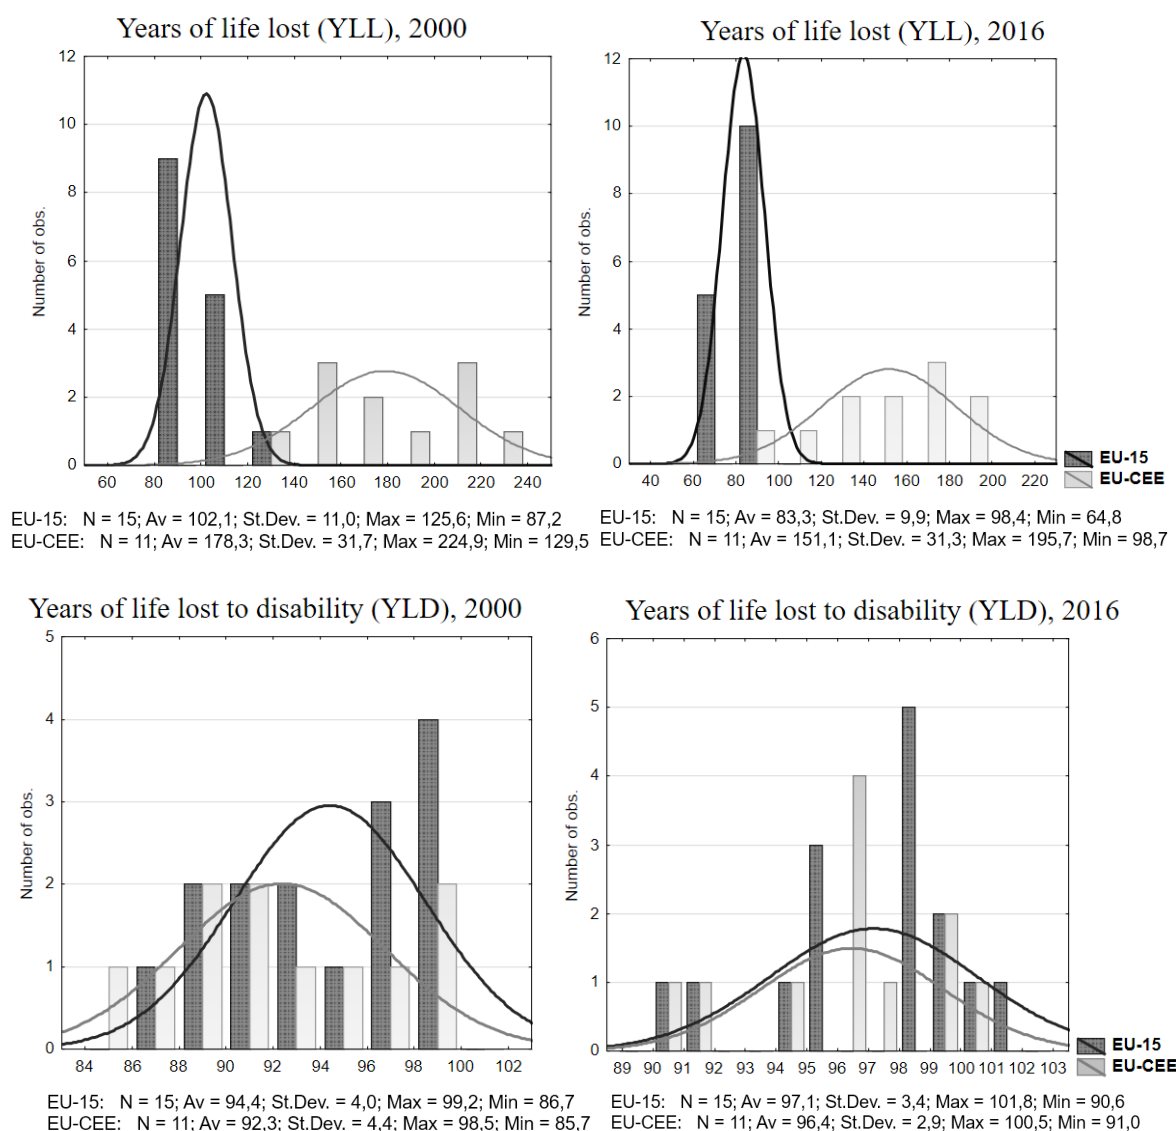 Years of life lost (YLL), 2000
Number of obs.
12
10
8
6
4
2
0
60 80 100 120 140 160 180 200 220 240
EU-15: N = 15; Av = 102,1; St.Dev. = 11,0; Max = 125,6; Min = 87,2
EU-CEE: N = 11; Av = 178,3; St.Dev. = 31,7; Max = 224,9; Min = 129,5
Years of life lost (YLL), 2016
Number of obs.
12
10
8
6
4
2
0
40 60 80 100 120 140 160 180 200 220
EU-15
EU-CEE
EU-15: N = 15; Av = 83,3; St.Dev. = 9,9; Max = 98,4; Min = 64,8
EU-CEE: N = 11; Av = 151,1; St.Dev. = 31,3; Max = 195,7; Min = 98,7
Years of life lost to disability (YLD), 2000
Number of obs.
5
4
3
2
1
0
84 86 88 90 92 94 96 98 100 102
EU-15: N = 15; Av = 94,4; St.Dev. = 4,0; Max = 99,2; Min = 86,7
EU-CEE: N = 11; Av = 92,3; St.Dev. = 4,4; Max = 98,5; Min = 85,7
Years of life lost to disability (YLD), 2016
Number of obs.
6
5
4
3
2
1
0
89 90 91 92 93 94 95 96 97 98 99 100 101 102 103
EU-15
EU-CEE
EU-15: N = 15; Av = 97,1; St.Dev. = 3,4; Max = 101,8; Min = 90,6
EU-CEE: N = 11; Av = 96,4; St.Dev. = 2,9; Max = 100,5; Min = 91,0